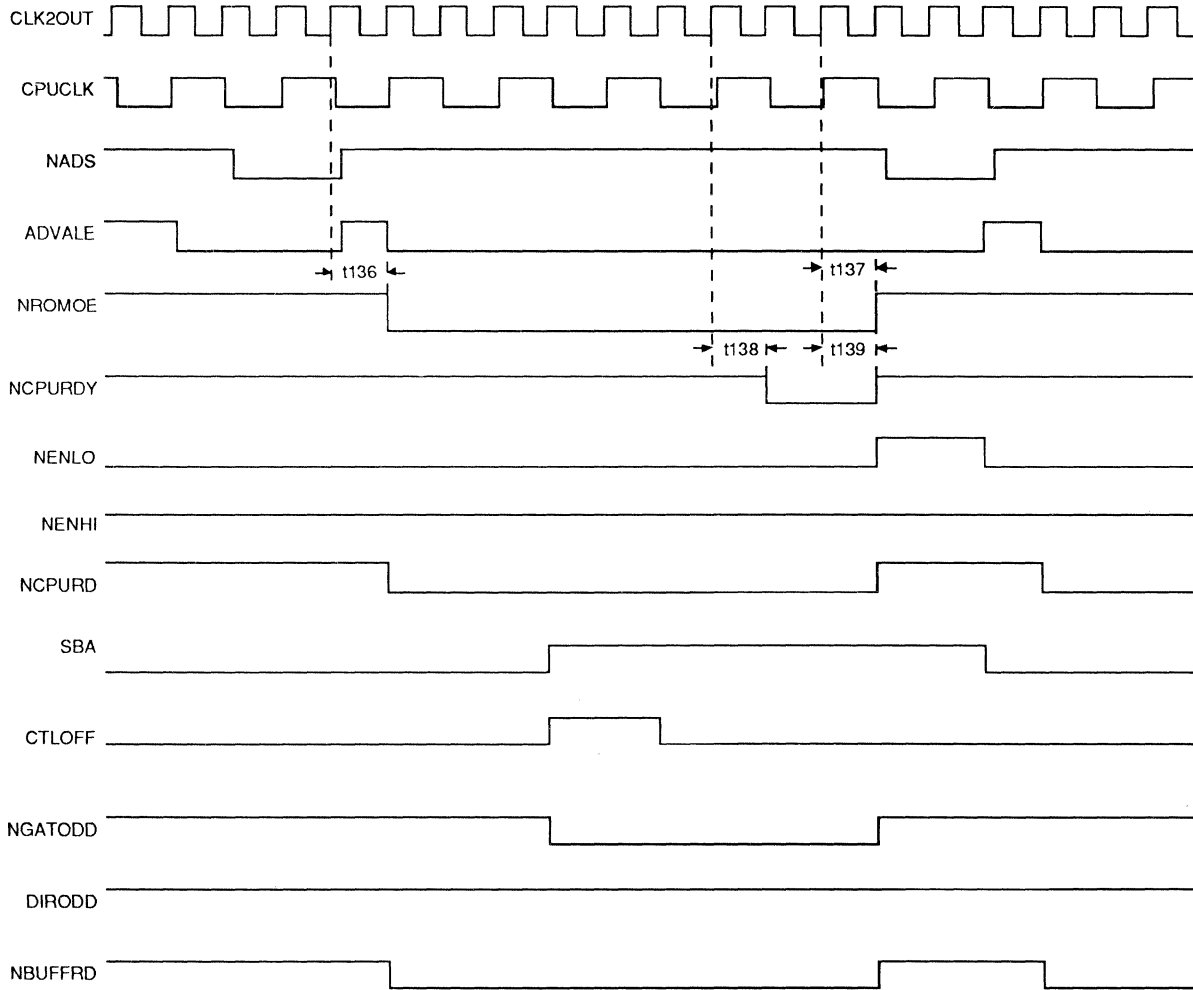 CLK2OUT
CPUCLK
NADS
ADVALE
t136
t137
NROMOE
t138
t139
NCPURDY
NENLO
NENHI
NCPURD
SBA
CTLOFF
NGATODD
DIRODD
NBUFFRD